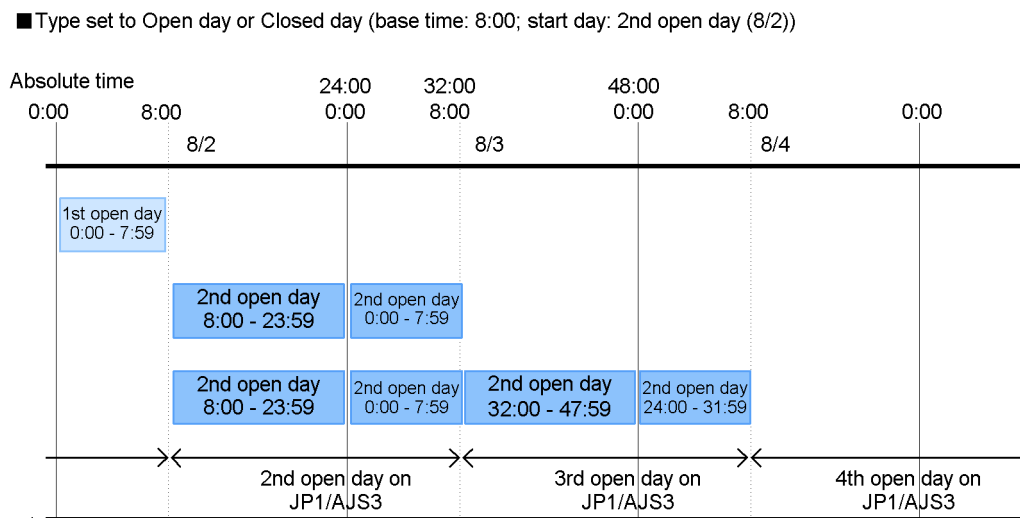 ■Type set to Open day or Closed day (base time: 8:00; start day: 2nd open day (8/2))
Absolute time
24:00 32:00 48:00
0:00 8:00 0:00 8:00 0:00 8:00 0:00
8/2 8/3 8/4
1st open day
0:00 - 7:59
2nd open day
8:00 - 23:59
2nd open day
0:00 - 7:59
2nd open day
8:00 - 23:59
2nd open day
0:00 - 7:59
2nd open day
32:00 - 47:59
2nd open day
24:00 - 31:59
2nd open day on
JP1/AJS3
3rd open day on
JP1/AJS3
4th open day on
JP1/AJS3